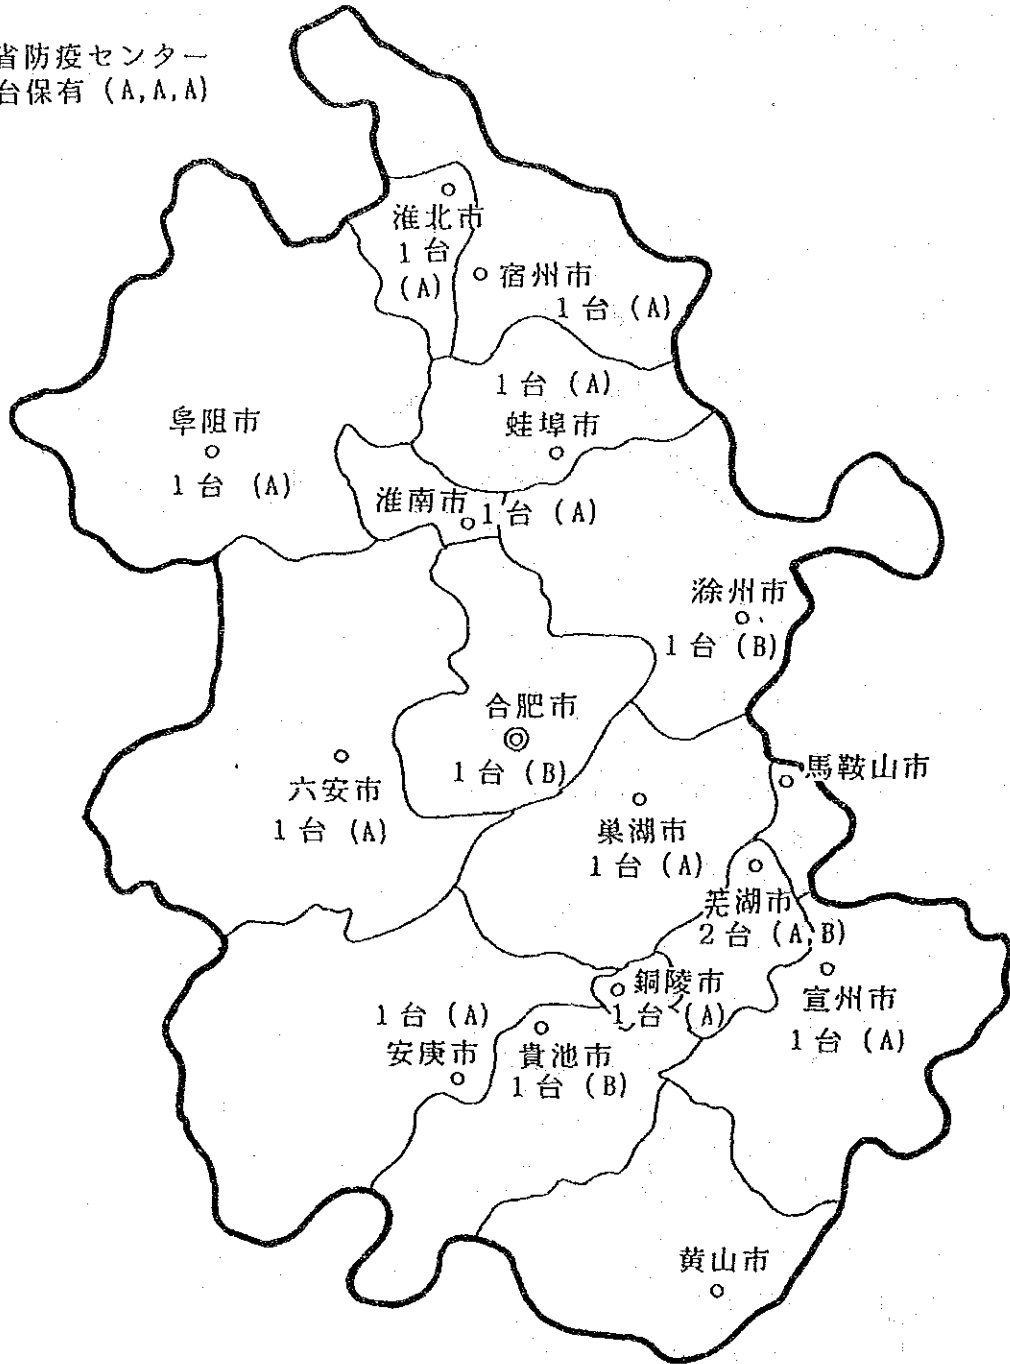 省防疫センター
台保有 (A,A,A)
淮北市
1台
(A)
宿州市
1台 (A)
1台 (A)
蚌埠市
阜阻市
1台 (A)
淮南市
1台 (A)
滁州市
1台 (B)
合肥市
1台 (B)
馬鞍山市
六安市
1台 (A)
巣湖市
1台 (A)
芜湖市
2台 (A,B)
銅陵市
1台 (A)
宣州市
1台 (A)
1台 (A)
安庚市
貴池市
1台 (B)
黄山市